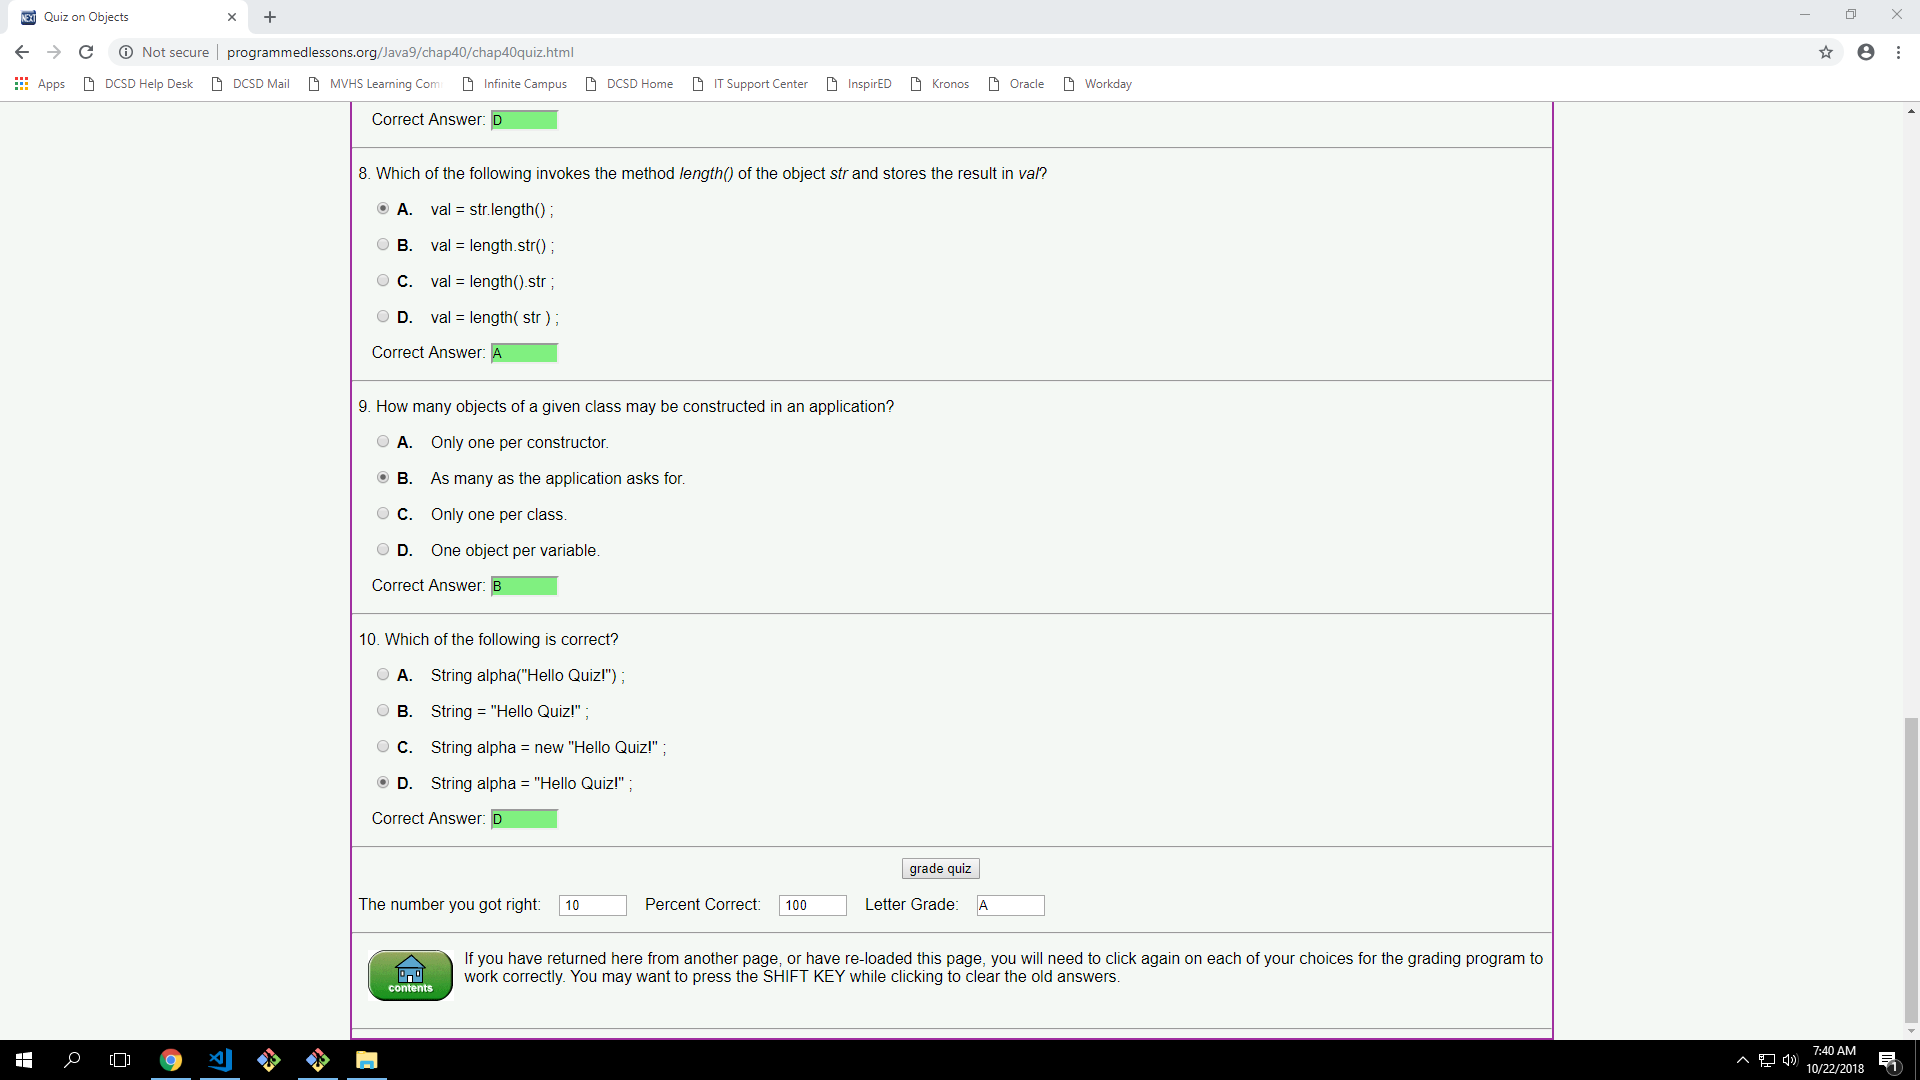 Quiz on Objects
Not secure programmedlessons.org/Java9/chap40/chap40quiz.html
Apps DCSD Help Desk DCSD Mail MVHS Learning Com Infinite Campus DCSD Home IT Support Center InspirED Kronos Oracle Workday
Correct Answer: D
8. Which of the following invokes the method length() of the object str and stores the result in val?
A. val = str.length() ;
B. val = length.str() ;
C. val = length().str ;
D. val = length( str ) ;
Correct Answer: A
9. How many objects of a given class may be constructed in an application?
A. Only one per constructor.
B. As many as the application asks for.
C. Only one per class.
D. One object per variable.
Correct Answer: B
10. Which of the following is correct?
A. String alpha("Hello Quiz!") ;
B. String = "Hello Quiz!" ;
C. String alpha = new "Hello Quiz!" ;
D. String alpha = "Hello Quiz!" ;
Correct Answer: D
grade quiz
The number you got right: 10 Percent Correct: 100 Letter Grade: A
If you have returned here from another page, or have re-loaded this page, you will need to click again on each of your choices for the grading program to
work correctly. You may want to press the SHIFT KEY while clicking to clear the old answers.
contents
7:40 AM
10/22/2018
1